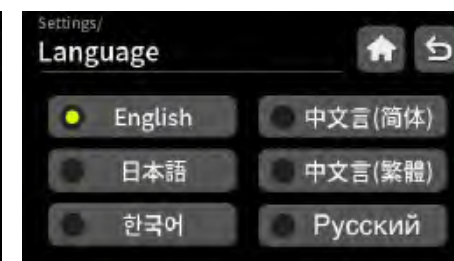 Settings/
Language
English
中文言(简体)
日本語
中文言(繁體)
한국어
Русский